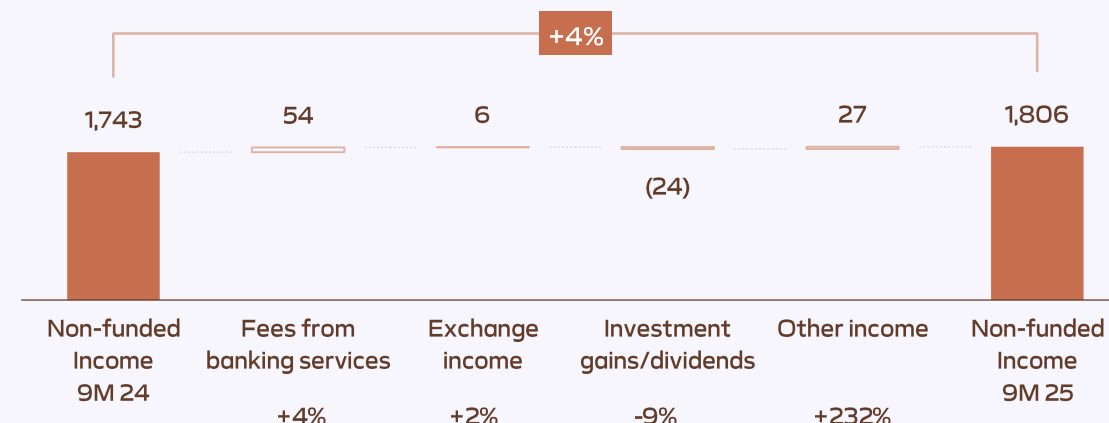 +4%
1,743
54
6
(24)
27
1,806
Non-funded
Income
9M 24
Fees from
banking services
+4%
Exchange
income
+2%
Investment
gains/dividends
-9%
Other income
+232%
Non-funded
Income
9M 25